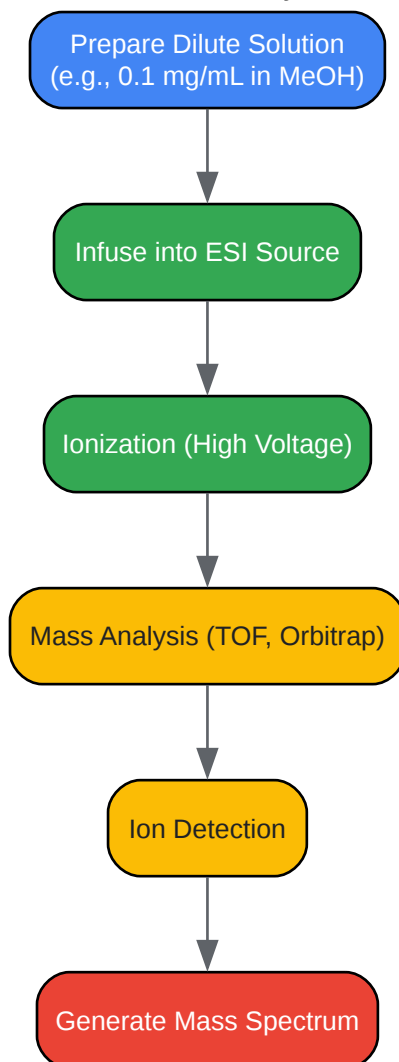 Prepare Dilute Solution
(e.g., 0.1 mg/mL in MeOH)
Infuse into ESI Source
Ionization (High Voltage)
Mass Analysis (TOF, Orbitrap)
Ion Detection
Generate Mass Spectrum